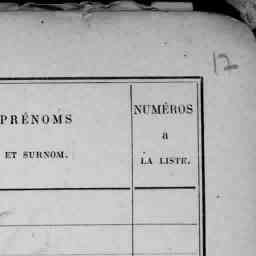 12
PRÉNOMS
ET SURNOM.
NUMÉROS
a
LA LISTE.